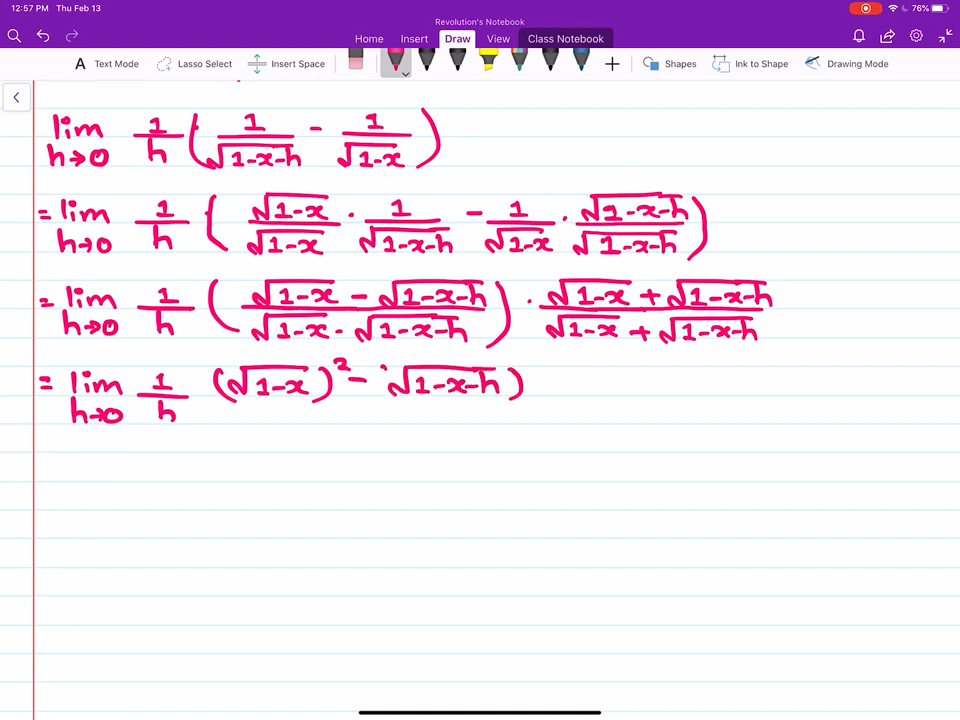 12:57 PM Thu Feb 13
76%
Revolution's Notebook
Home Insert Draw View Class Notebook
A Text Mode Lasso Select Insert Space Shapes Ink to Shape Drawing Mode
lim h→0 1/h ( 1/√(1-x-h) - 1/√(1-x) )
= lim h→0 1/h ( √(1-x)/√(1-x) · 1/√(1-x-h) - 1/√(1-x) · √(1-x-h)/√(1-x-h) )
= lim h→0 1/h ( (√(1-x) - √(1-x-h))/(√(1-x) - √(1-x-h)) ) · (√(1-x) + √(1-x-h))/(√(1-x) + √(1-x-h))
= lim h→0 1/h (√(1-x))² - √(1-x-h))